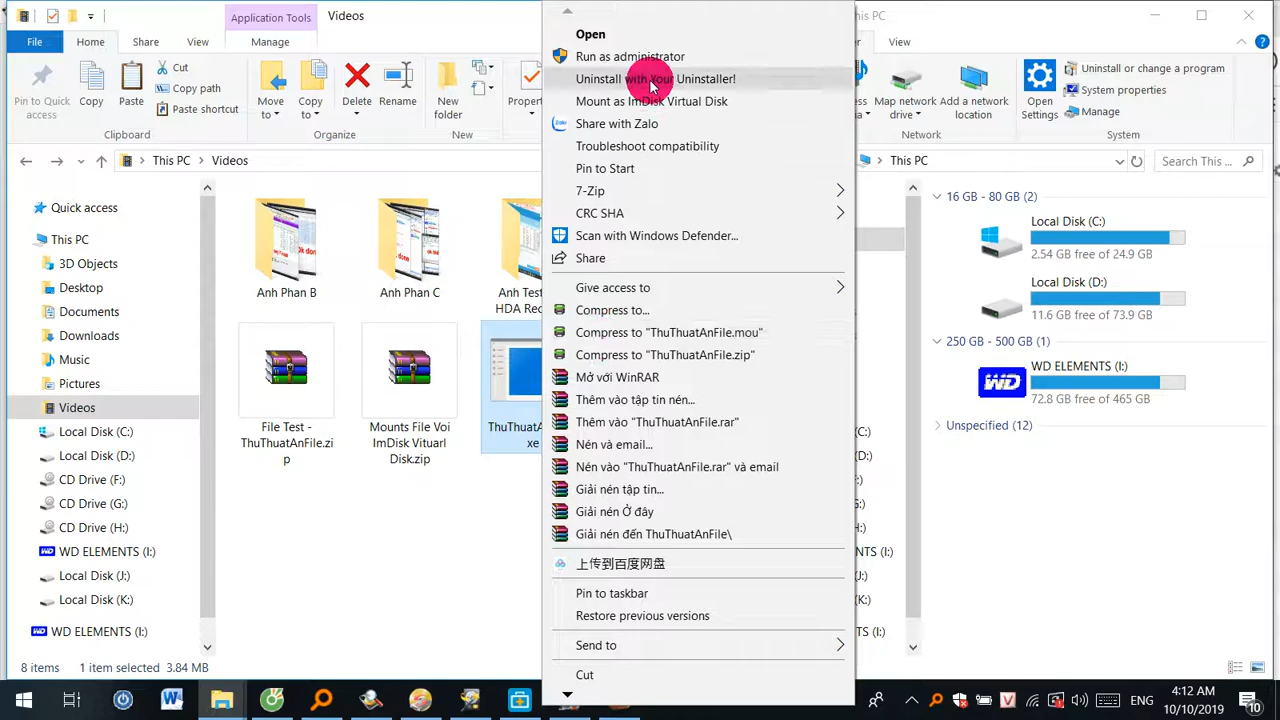 Application Tools
Videos
File
Home
Share
View
Manage
Pin to Quick
access
Copy
Paste
Cut
Copy path
Paste shortcut
Clipboard
Move
to
Copy
to
Delete
Rename
Organize
New
folder
New
Propert
This PC
Videos
Quick access
This PC
3D Objects
Desktop
Documents
Downloads
Music
Pictures
Videos
Local Disk (C:)
Local Disk (D:)
CD Drive (F:)
CD Drive (G:)
CD Drive (H:)
WD ELEMENTS (I:)
Local Disk (J:)
Local Disk (K:)
WD ELEMENTS (I:)
Anh Phan B
Anh Phan C
Anh Test
HDA Rec
File Test -
ThuThuatAnFile.zi
p
Mounts File Voi
ImDisk Vituarl
Disk.zip
ThuThuatA
xe
8 items
1 item selected
3.84 MB
Open
Run as administrator
Uninstall with Your Uninstaller!
Mount as ImDisk Virtual Disk
Zalo
Share with Zalo
Troubleshoot compatibility
Pin to Start
7-Zip
CRC SHA
Scan with Windows Defender...
Share
Give access to
Compress to...
Compress to "ThuThuatAnFile.mou"
Compress to "ThuThuatAnFile.zip"
Mở với WinRAR
Thêm vào tập tin nén...
Thêm vào "ThuThuatAnFile.rar"
Nén và email...
Nén vào "ThuThuatAnFile.rar" và email
Giải nén tập tin...
Giải nén Ở đây
Giải nén đến ThuThuatAnFile\
上传到百度网盘
Pin to taskbar
Restore previous versions
Send to
Cut
his PC
View
Map network
drive
Add a network
location
Network
Open
Settings
Uninstall or change a program
System properties
Manage
System
This PC
Search This ...
16 GB - 80 GB (2)
Local Disk (C:)
2.54 GB free of 24.9 GB
Local Disk (D:)
11.6 GB free of 73.9 GB
250 GB - 500 GB (1)
WD
WD ELEMENTS (I:)
72.8 GB free of 465 GB
Unspecified (12)
(C:)
(D:)
F:)
G:)
H:)
NTS (I:)
J:)
K:)
TS (I:)
ENG
4:12 AM
10/10/2019
10